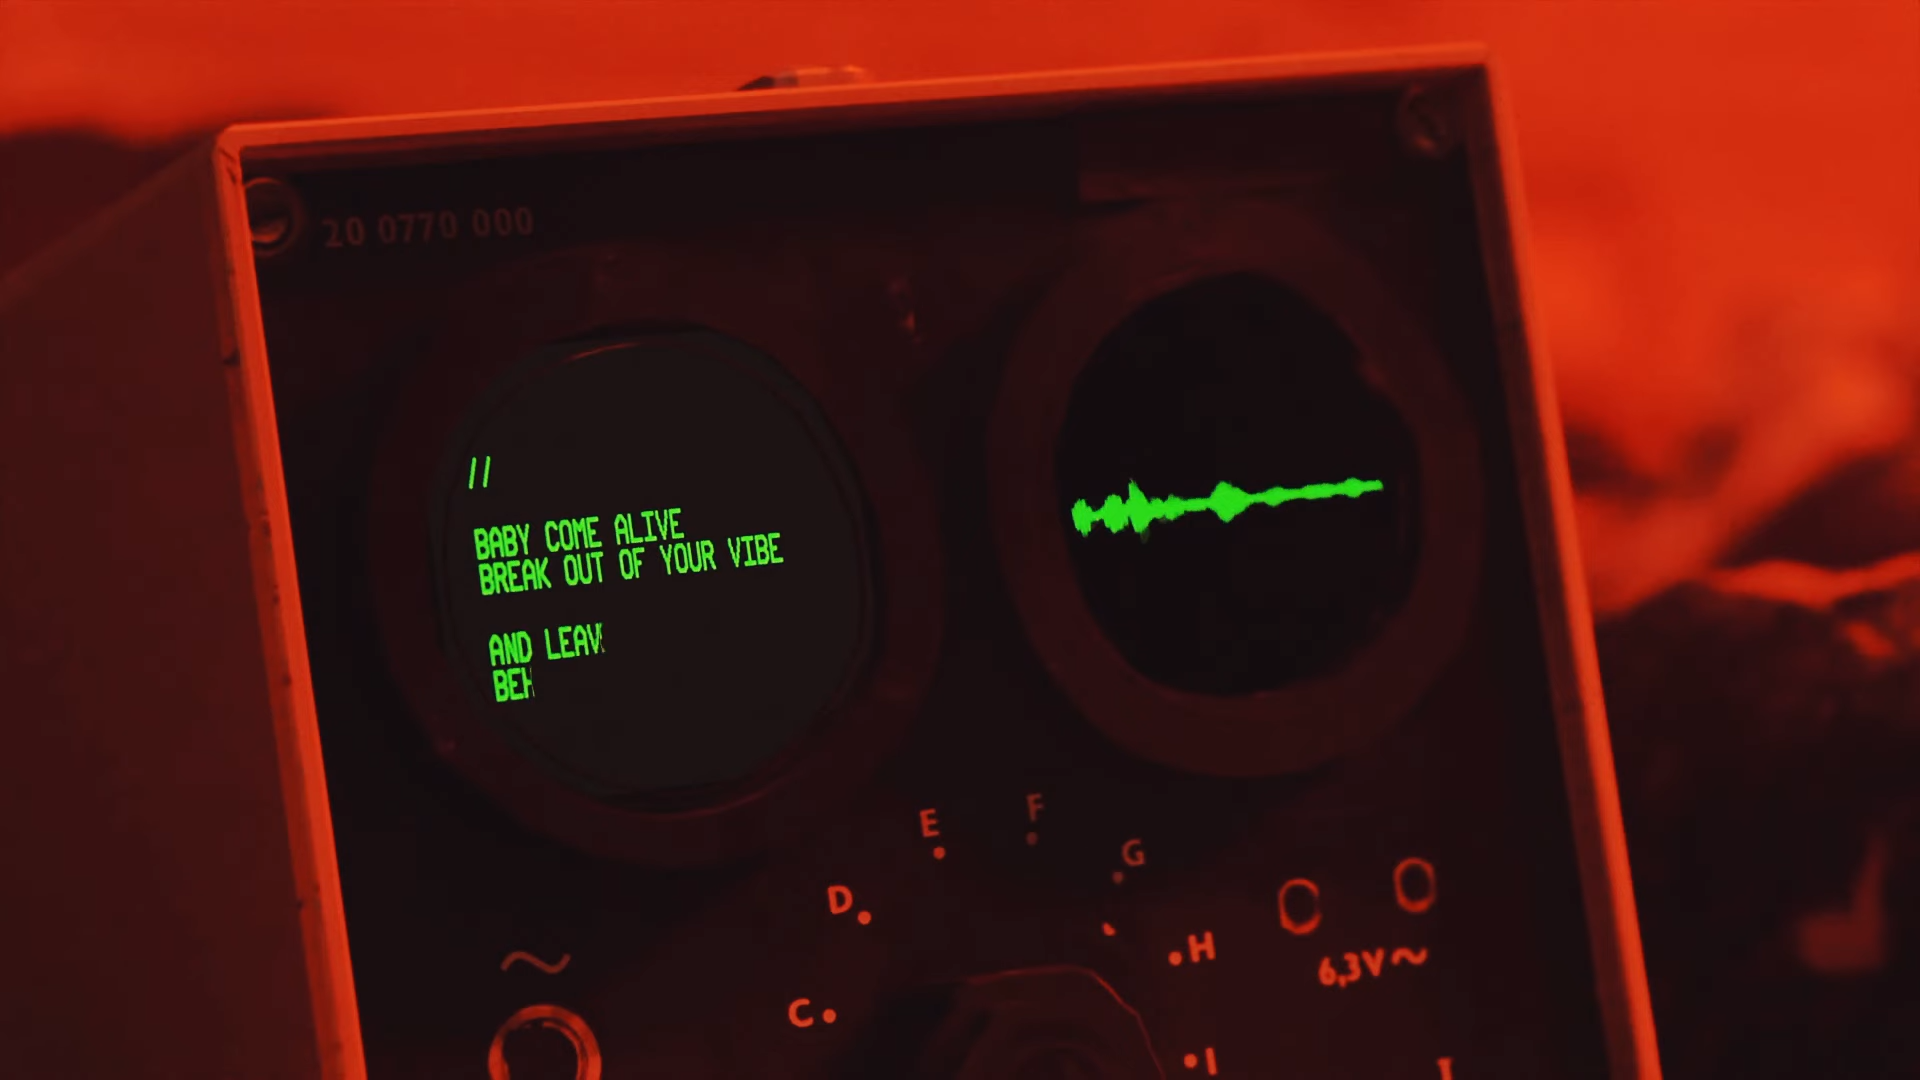 20 0770 000
//
BABY COME ALIVE
BREAK OUT OF YOUR VIBE
AND LEAV
BEH
E
F
G
D
H
6,3V~
C
I